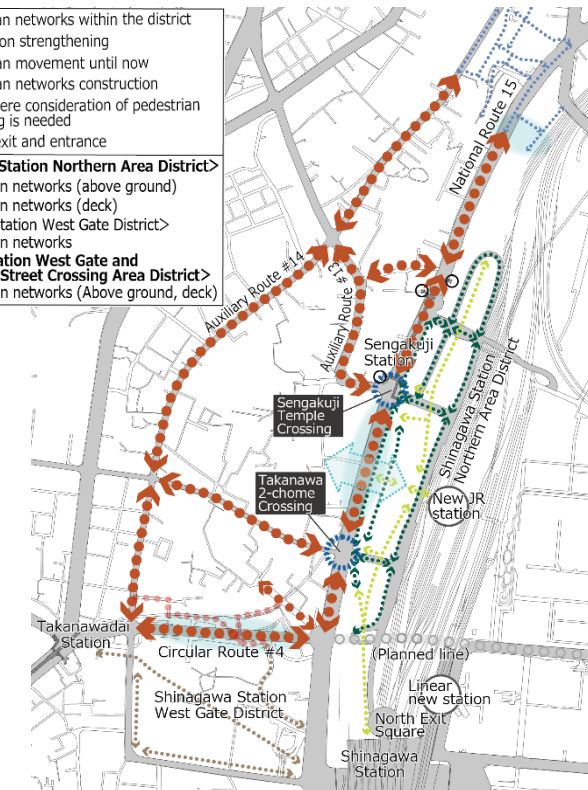 an networks within the district
on strengthening
an movement until now
an networks construction
ere consideration of pedestrian
g is needed
exit and entrance
Station Northern Area District>
n networks (above ground)
n networks (deck)
tation West Gate District>
n networks
tation West Gate and
Street Crossing Area District>
n networks (Above ground, deck)
National Route 15
Auxiliary Route #14
Auxiliary Route #13
Sengakuji
Station
Sengakuji
Temple
Crossing
Shinagawa Station
Northern Area District
Takanawa
2-chome
Crossing
New JR
station
Takanawadai
Station
Circular Route #4
(Planned line)
Shinagawa Station
West Gate District
Linear
new station
North Exit
Square
Shinagawa
Station